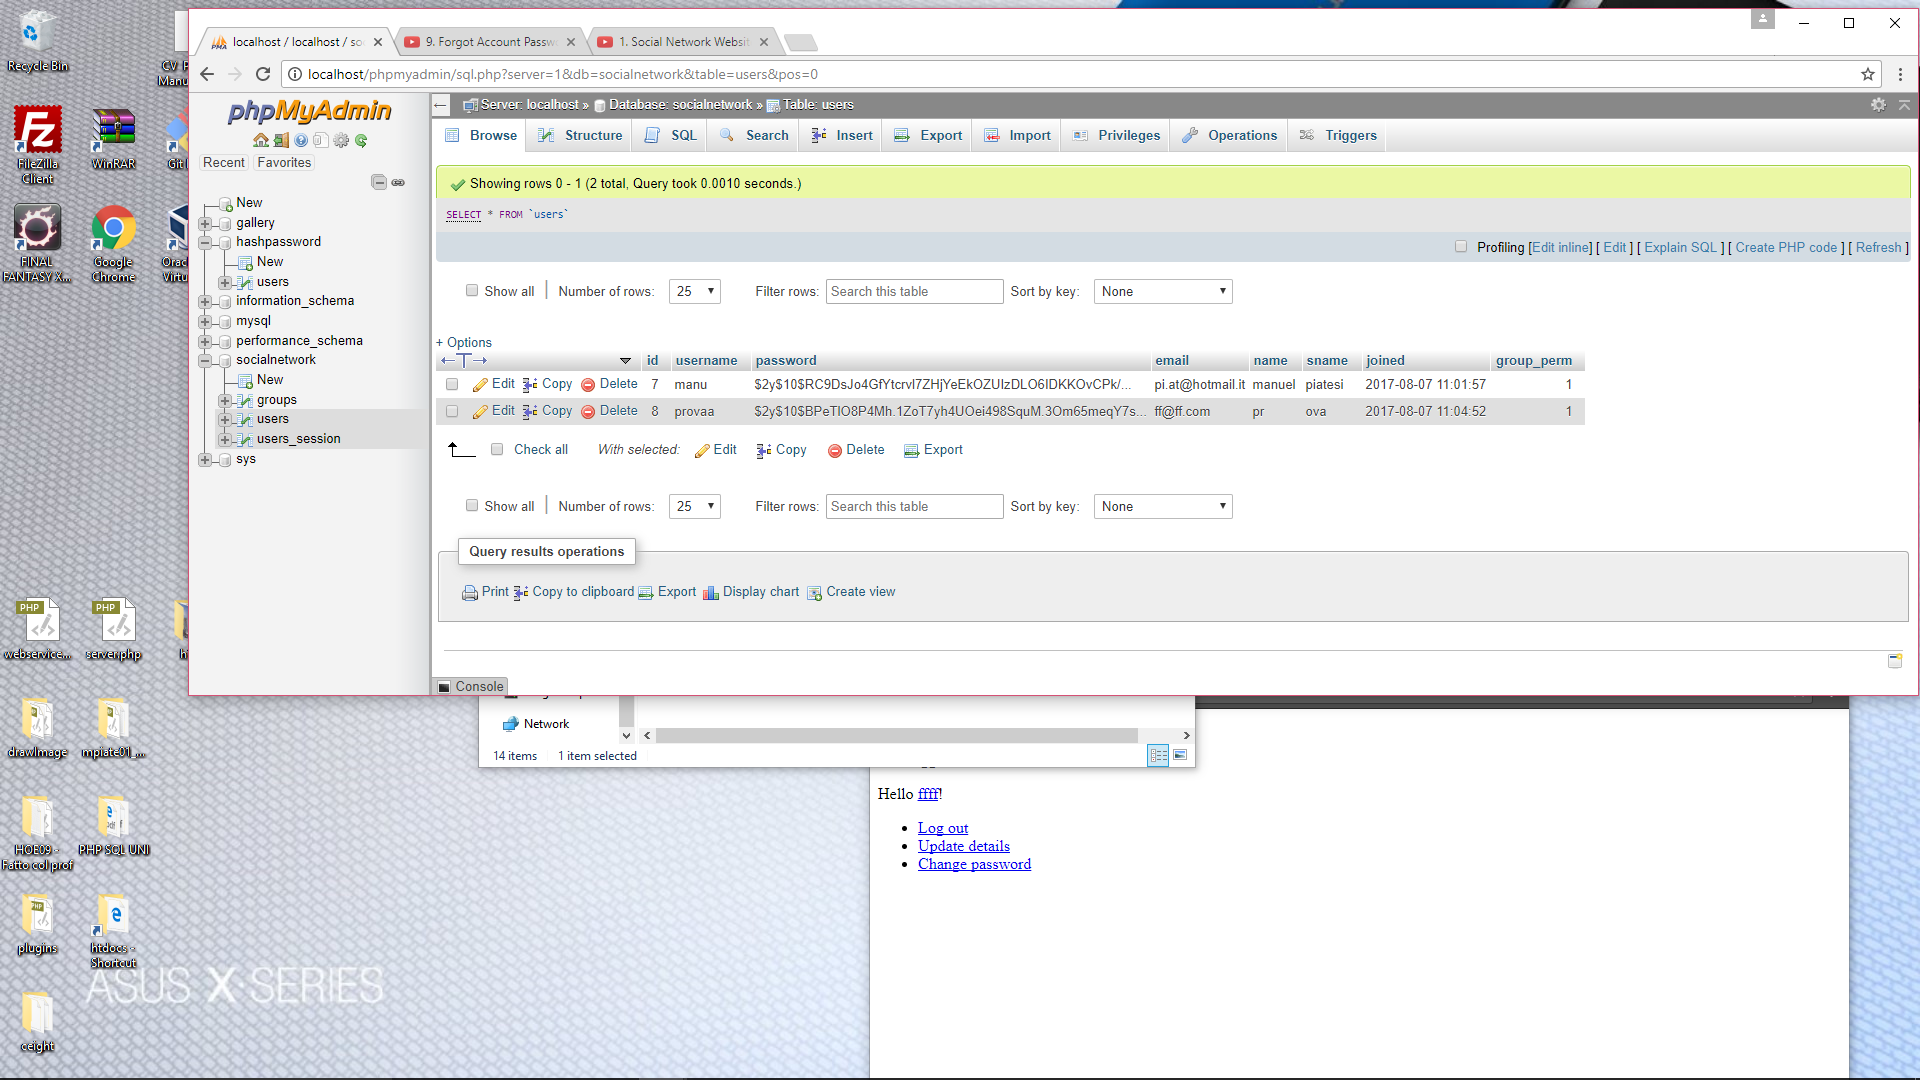 localhost / localhost / so
9. Forgot Account Passw
1. Social Network Websit
localhost/phpmyadmin/sql.php?server=1&db=socialnetwork&table=users&pos=0
phpMyAdmin
Recent
Favorites
New
gallery
hashpassword
New
users
information_schema
mysql
performance_schema
socialnetwork
New
groups
users
users_session
sys
Server: localhost » Database: socialnetwork » Table: users
Browse Structure SQL Search Insert Export Import Privileges Operations Triggers
Showing rows 0 - 1 (2 total, Query took 0.0010 seconds.)
SELECT * FROM `users`
Profiling [Edit inline] [ Edit ] [ Explain SQL ] [ Create PHP code ] [ Refresh ]
Show all | Number of rows: 25 Filter rows: Search this table Sort by key: None
+ Options
←T→ id username password email name sname joined group_perm
Edit Copy Delete 7 manu $2y$10$RC9DsJo4GfYtcrvI7ZHjYeEkOZUIzDLO6IDKKOvCPk/... pi.at@hotmail.it manuel piatesi 2017-08-07 11:01:57 1
Edit Copy Delete 8 provaa $2y$10$BPeTIO8P4Mh.1ZoT7yh4UOei498SquM.3Om65meqY7s... ff@ff.com pr ova 2017-08-07 11:04:52 1
Check all With selected: Edit Copy Delete Export
Show all | Number of rows: 25 Filter rows: Search this table Sort by key: None
Query results operations
Print Copy to clipboard Export Display chart Create view
Console
Network
14 items 1 item selected
Hello ffff!
Log out
Update details
Change password
Recycle Bin
CV_P
Manu
FileZilla
Client
WinRAR
Git
FINAL
FANTASY X...
Google
Chrome
Orac
Virtu
webservice...
server.php
drawImage
mpiate01_...
HOE09 -
Fatto col prof
PHP SQL UNI
plugins
htdocs -
Shortcut
ceight
ASUS X-SERIES